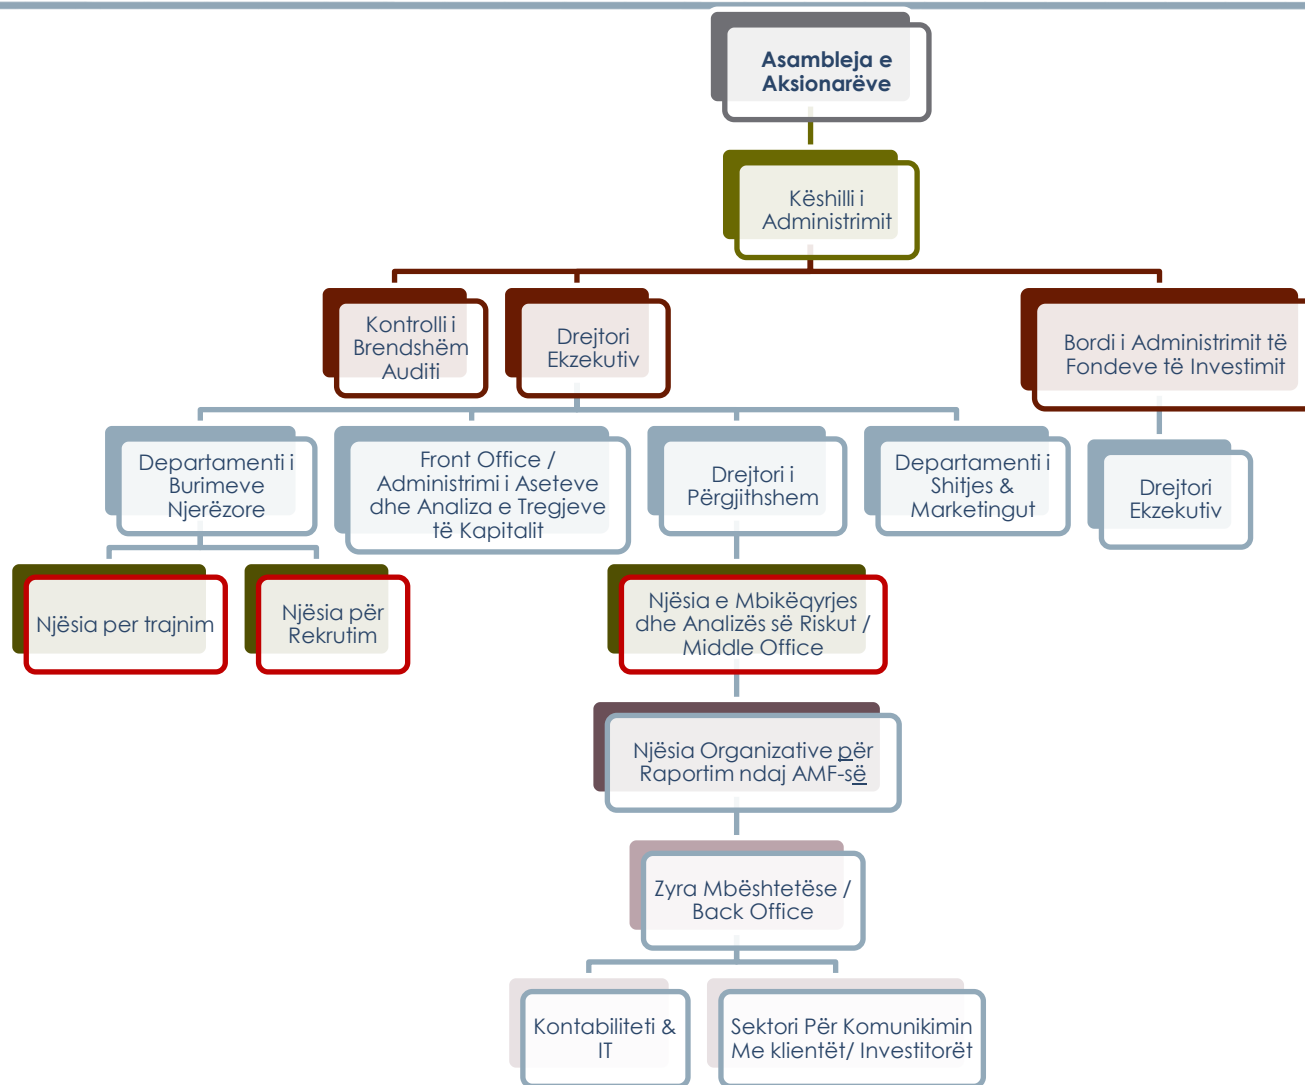 Asambleja e
Aksionarëve
Këshilli i
Administrimit
Kontrolli i
Brendshëm
Auditi
Drejtori
Ekzekutiv
Bordi i Administrimit të
Fondeve të Investimit
Departamenti i
Burimeve
Njerëzore
Front Office /
Administrimi i Aseteve
dhe Analiza e Tregjeve
të Kapitalit
Drejtori i
Përgjithshem
Departamenti i
Shitjes &
Marketingut
Drejtori
Ekzekutiv
Njësia per trajnim
Njësia për
Rekrutim
Njësia e Mbikëqyrjes
dhe Analizës së Riskut /
Middle Office
Njësia Organizative për
Raportim ndaj AMF-së
Zyra Mbështetëse /
Back Office
Kontabiliteti &
IT
Sektori Për Komunikimin
Me klientët/ Investitorët